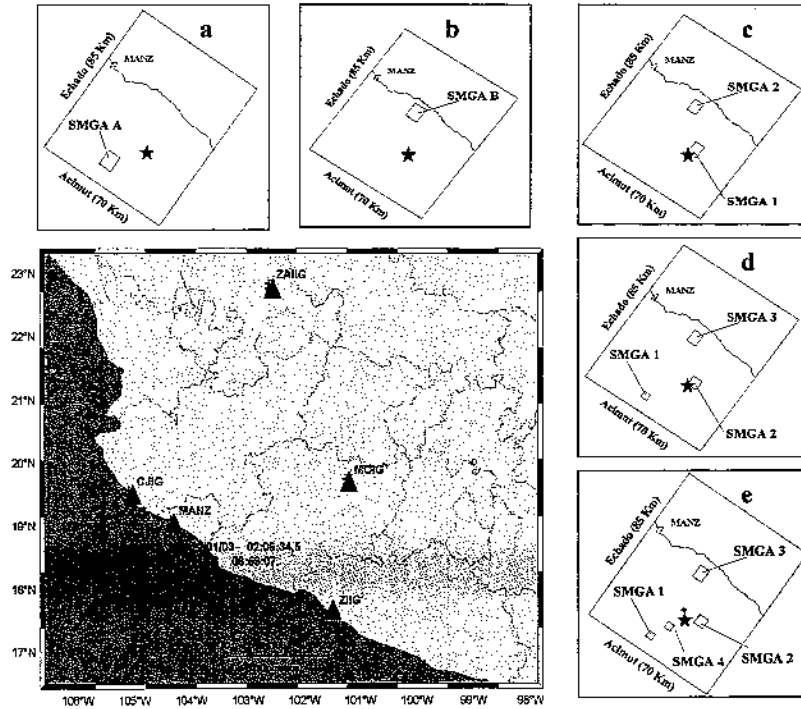 a
Echado (85 Km)
MANZ
SMGA A
Acimut (70 Km)
b
Echado (85 Km)
MANZ
SMGA B
Acimut (70 Km)
c
Echado (85 Km)
MANZ
SMGA 2
SMGA 1
Acimut (70 Km)
d
Echado (85 Km)
MANZ
SMGA 3
SMGA 1
SMGA 2
Acimut (70 Km)
e
Echado (85 Km)
MANZ
SMGA 3
SMGA 1
SMGA 4
SMGA 2
Acimut (70 Km)
23°N
22°N
21°N
20°N
19°N
18°N
17°N
CJIG
MANZ
ZIIG
106°W
105°W
104°W
102°W
101°W
100°W
99°W
98°W